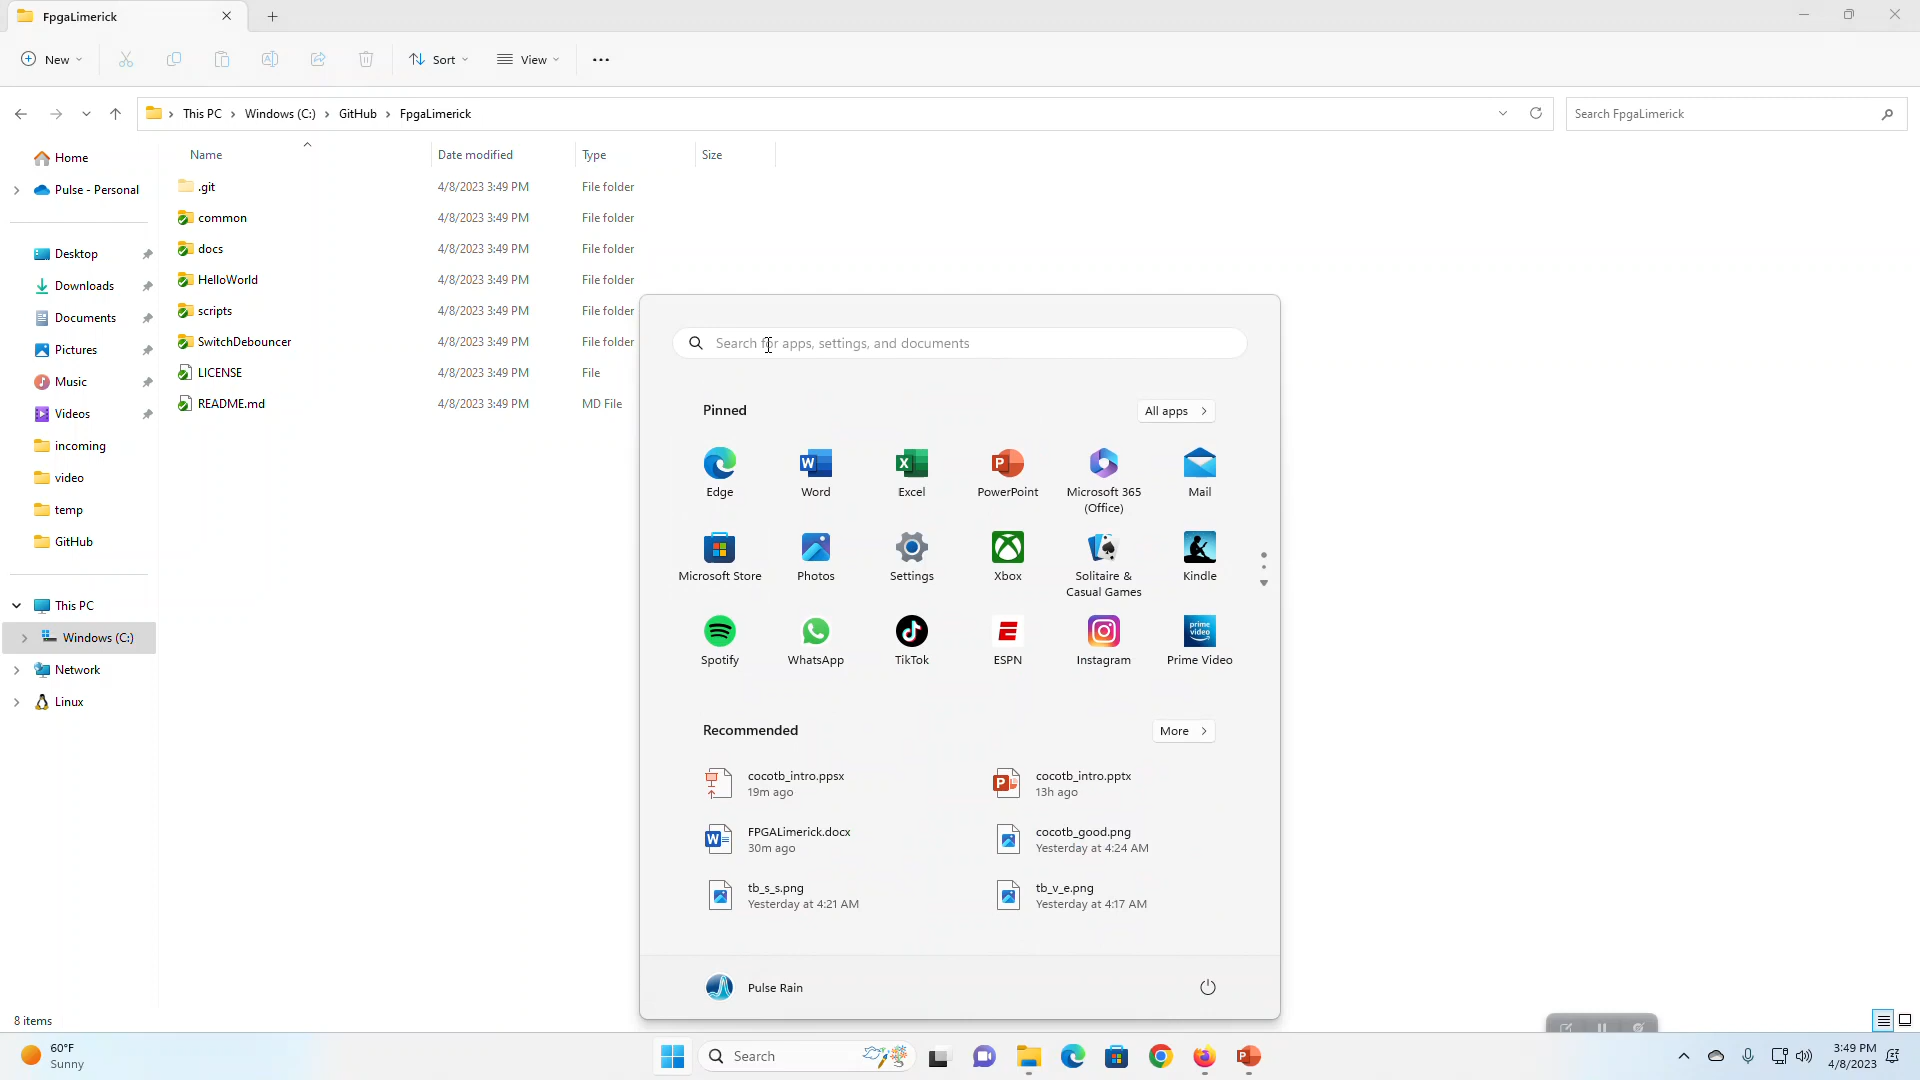 FpgaLimerick
New
Sort
View
This PC > Windows (C:) > GitHub > FpgaLimerick
Search FpgaLimerick
Home
Pulse - Personal
Desktop
Downloads
Documents
Pictures
Music
Videos
incoming
video
temp
GitHub
This PC
Windows (C:)
Network
Linux
Name Date modified Type Size
.git 4/8/2023 3:49 PM File folder
common 4/8/2023 3:49 PM File folder
docs 4/8/2023 3:49 PM File folder
HelloWorld 4/8/2023 3:49 PM File folder
scripts 4/8/2023 3:49 PM File folder
SwitchDebouncer 4/8/2023 3:49 PM File folder
LICENSE 4/8/2023 3:49 PM File
README.md 4/8/2023 3:49 PM MD File
Search for apps, settings, and documents
Pinned
All apps >
Edge
Word
Excel
PowerPoint
Microsoft 365
(Office)
Mail
Microsoft Store
Photos
Settings
Xbox
Solitaire &
Casual Games
Kindle
Spotify
WhatsApp
TikTok
ESPN
Instagram
prime
video
Prime Video
Recommended
More >
cocotb_intro.ppsx
19m ago
cocotb_intro.pptx
13h ago
FPGALimerick.docx
30m ago
cocotb_good.png
Yesterday at 4:24 AM
tb_s_s.png
Yesterday at 4:21 AM
tb_v_e.png
Yesterday at 4:17 AM
Pulse Rain
8 items
60°F
Sunny
Search
3:49 PM
4/8/2023